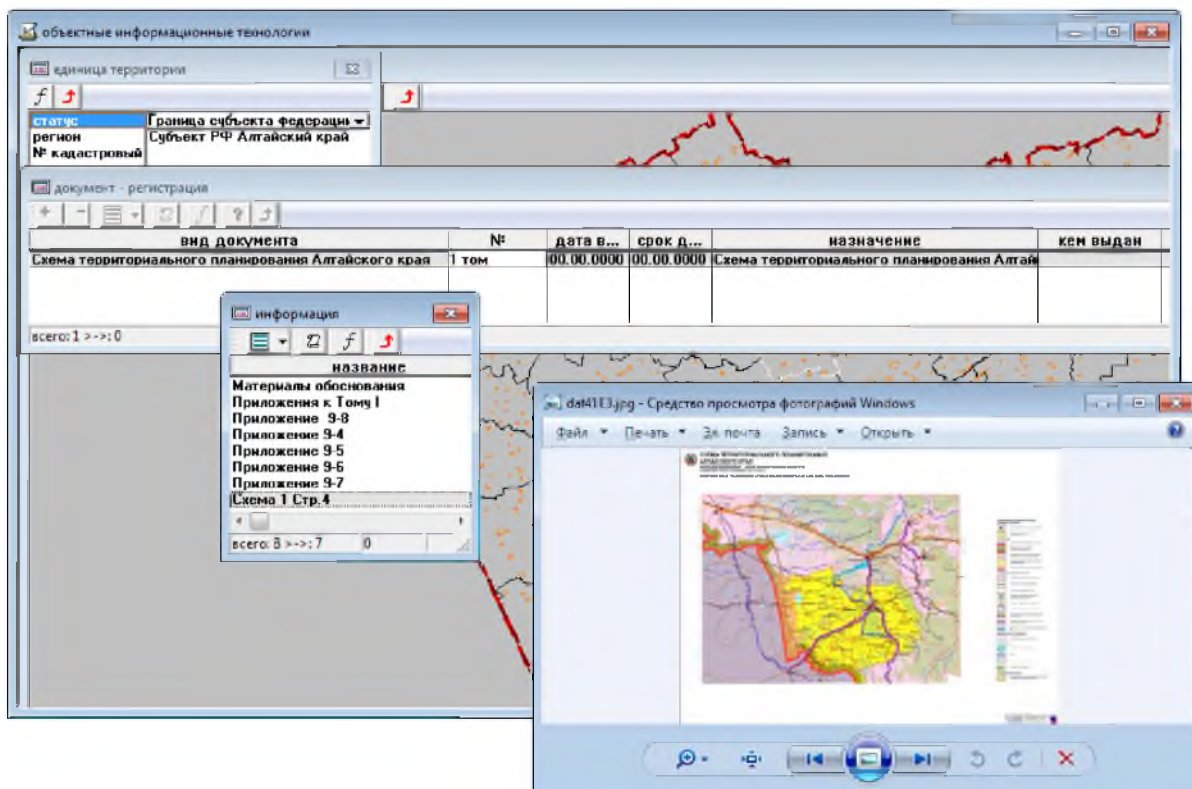 объектные информационные технологии
единица территории
f
статус Граница субъекта федераци
регион Субъект РФ Алтайский край
№ кадастровый
документ - регистрация
+ - f ?
вид документа № дата в... срок д... назначение кем выдан
Схема территориального планирования Алтайского края 1 том 00.00.0000 00.00.0000 Схема территориального планирования Алтай
всего: 1 >->: 0
информация
f
название
Материалы обоснования
Приложения к Тому I
Приложение 9-8
Приложение 9-4
Приложение 9-5
Приложение 9-6
Приложение 9-7
Схема 1 Стр.4
всего: 8 >->: 7 0
dat41E3.jpg - Средство просмотра фотографий Windows
Файл Печать Эл. почта Запись Открыть